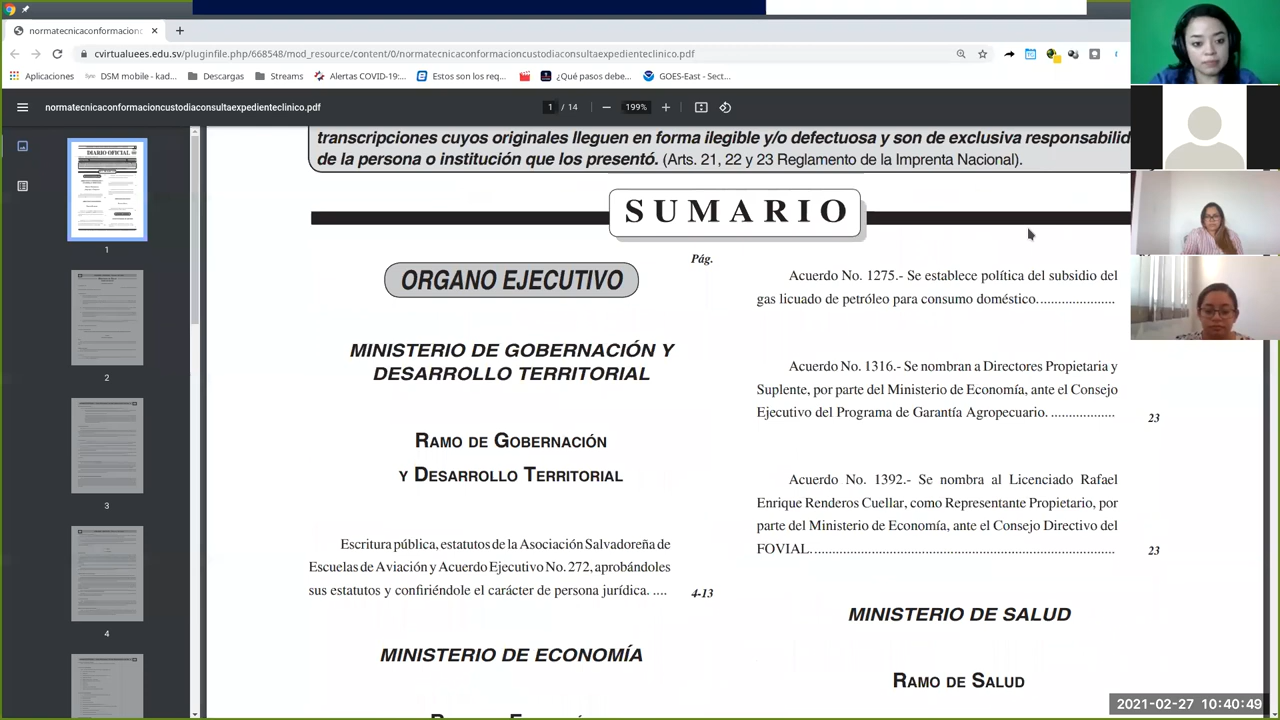 normatecnicaconformacionc
cvirtualuees.edu.sv/pluginfile.php/668548/mod_resource/content/0/normatecnicaconformacioncustodiaconsultaexpedienteclinico.pdf
Aplicaciones
DSM mobile - kad...
Descargas
Streams
Alertas COVID-19:...
Estos son los req...
¿Qué pasos debe...
GOES-East - Sect...
normatecnicaconformacioncustodiaconsultaexpedienteclinico.pdf
1 / 14
199%
transcripciones cuyos originales lleguen en forma ilegible y/o defectuosa y son de exclusiva responsabilid
de la persona o institución que los presentó. (Arts. 21, 22 y 23 Reglamento de la Imprenta Nacional).
SUMARIO
Pág.
ORGANO EJECUTIVO
MINISTERIO DE GOBERNACIÓN Y
DESARROLLO TERRITORIAL
RAMO DE GOBERNACIÓN
Y DESARROLLO TERRITORIAL
Escritura pública, estatutos de la Asociación Salvadoreña de
Escuelas de Aviación y Acuerdo Ejecutivo No. 272, aprobándoles
sus estatutos y confiriéndole el carácter de persona jurídica. ....
4-13
MINISTERIO DE ECONOMÍA
Acuerdo No. 1275.- Se establece política del subsidio del
gas licuado de petróleo para consumo doméstico......................
Acuerdo No. 1316.- Se nombran a Directores Propietaria y
Suplente, por parte del Ministerio de Economía, ante el Consejo
Ejecutivo del Programa de Garantía Agropecuario. ..................
23
Acuerdo No. 1392.- Se nombra al Licenciado Rafael
Enrique Renderos Cuellar, como Representante Propietario, por
parte del Ministerio de Economía, ante el Consejo Directivo del
FOVIAL.......................................................................................
23
MINISTERIO DE SALUD
RAMO DE SALUD
DIARIO OFICIAL
1
2
3
4
2021-02-27 10:40:49